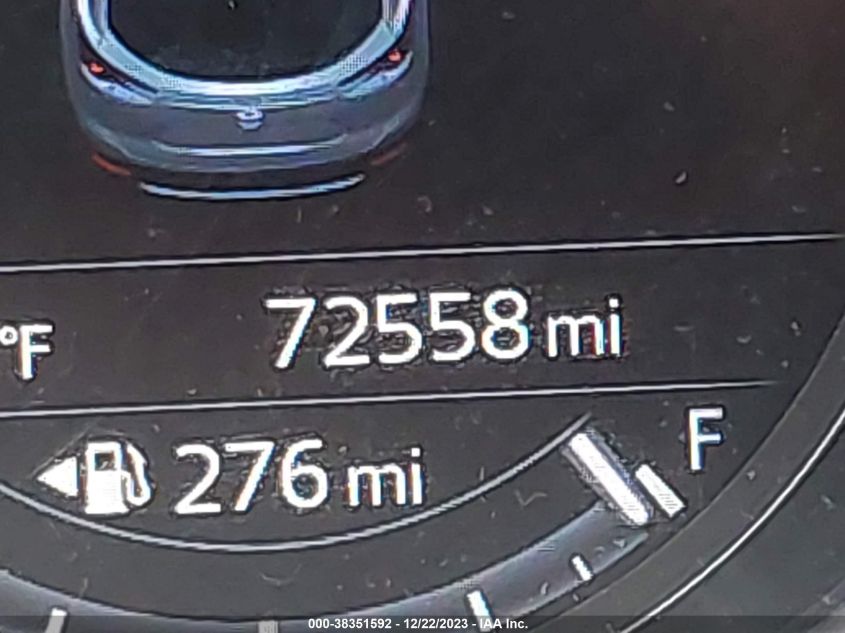 72558 mi
°F
276 mi
F
000-38351592 - 12/22/2023 - IAA Inc.